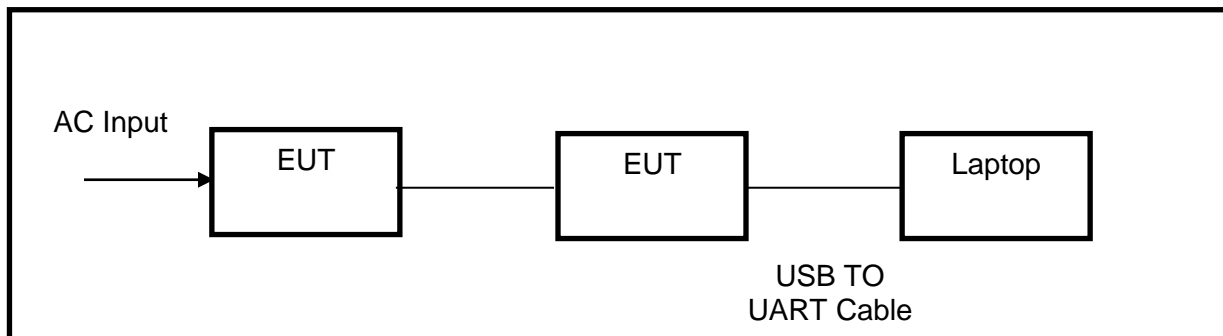 AC Input
EUT
EUT
Laptop
USB TO
UART Cable